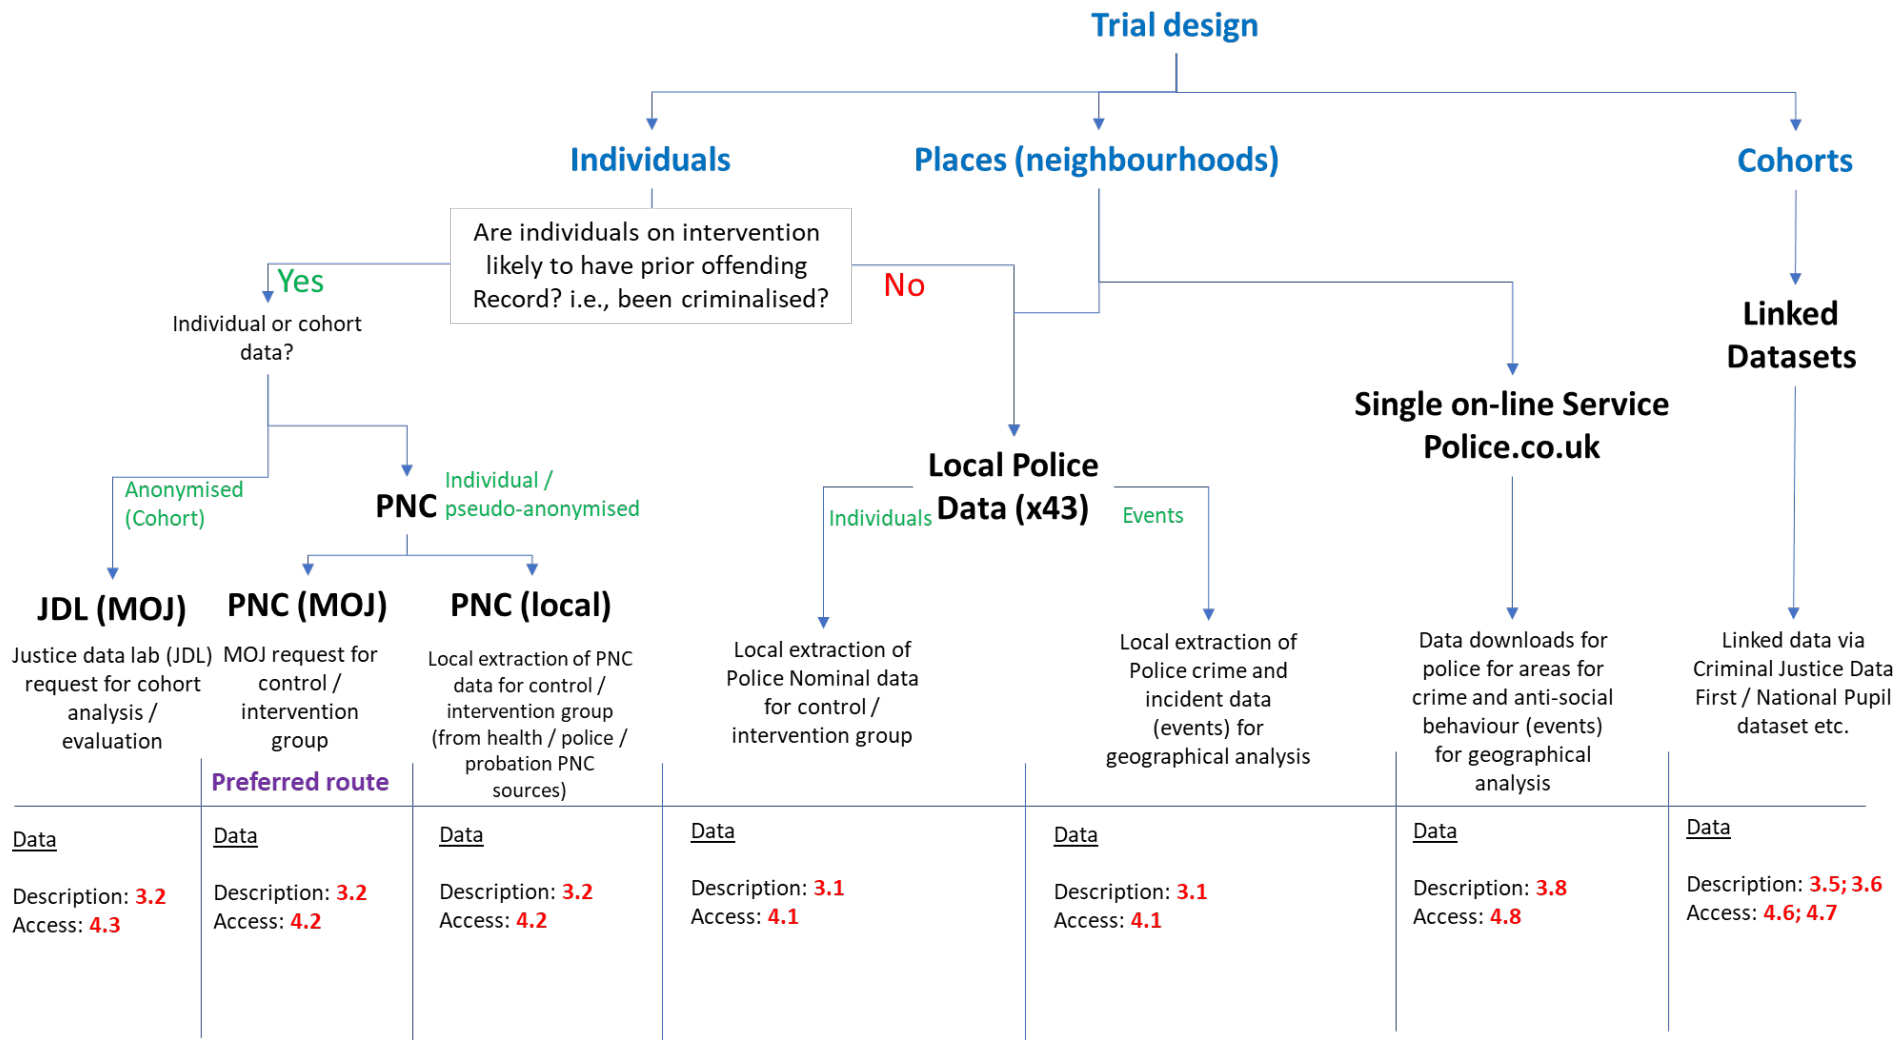 Trial design
Individuals
Places (neighbourhoods)
Cohorts
Are individuals on intervention
likely to have prior offending
Record? i.e., been criminalised?
Yes
No
Individual or cohort
data?
Linked
Datasets
Single on-line Service
Police.co.uk
Local Police
Data (x43)
Individuals
Events
Anonymised
(Cohort)
PNC
Individual /
pseudo-anonymised
JDL (MOJ)
Justice data lab (JDL)
request for cohort
analysis /
evaluation
PNC (MOJ)
MOJ request for
control /
intervention
group
Preferred route
PNC (local)
Local extraction of PNC
data for control /
intervention group
(from health / police /
probation PNC
sources)
Local extraction of
Police Nominal data
for control /
intervention group
Local extraction of
Police crime and
incident data
(events) for
geographical analysis
Data downloads for
police for areas for
crime and anti-social
behaviour (events)
for geographical
analysis
Linked data via
Criminal Justice Data
First / National Pupil
dataset etc.
Data
Description: 3.2
Access: 4.3
Data
Description: 3.2
Access: 4.2
Data
Description: 3.2
Access: 4.2
Data
Description: 3.1
Access: 4.1
Data
Description: 3.1
Access: 4.1
Data
Description: 3.8
Access: 4.8
Data
Description: 3.5; 3.6
Access: 4.6; 4.7